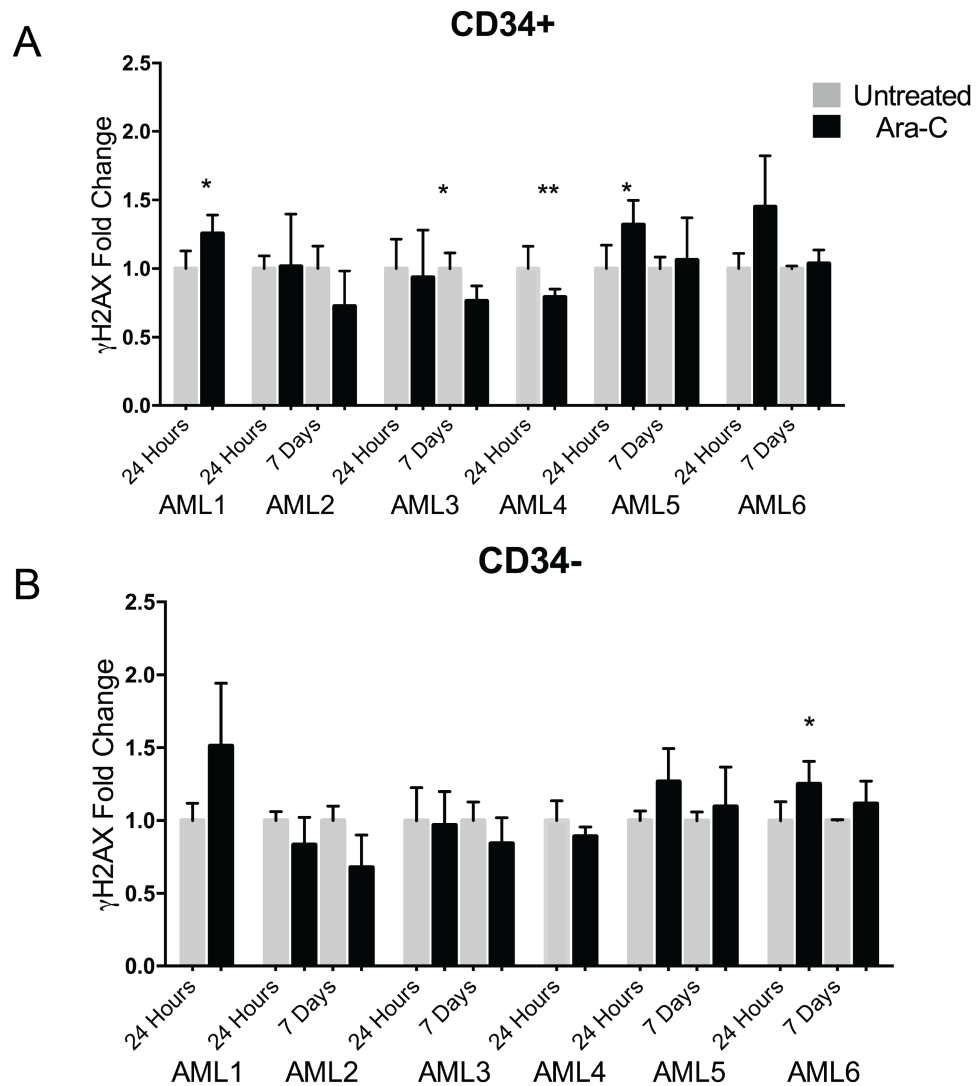 A
CD34+
γH2AX Fold Change
2.5
2.0
1.5
1.0
0.5
0.0
Untreated
Ara-C
*
*
**
*
24 Hours
24 Hours
7 Days
24 Hours
7 Days
24 Hours
24 Hours
7 Days
24 Hours
7 Days
AML1 AML2 AML3 AML4 AML5 AML6
B
CD34-
γH2AX Fold Change
2.5
2.0
1.5
1.0
0.5
0.0
*
24 Hours
24 Hours
7 Days
24 Hours
7 Days
24 Hours
24 Hours
7 Days
24 Hours
7 Days
AML1 AML2 AML3 AML4 AML5 AML6